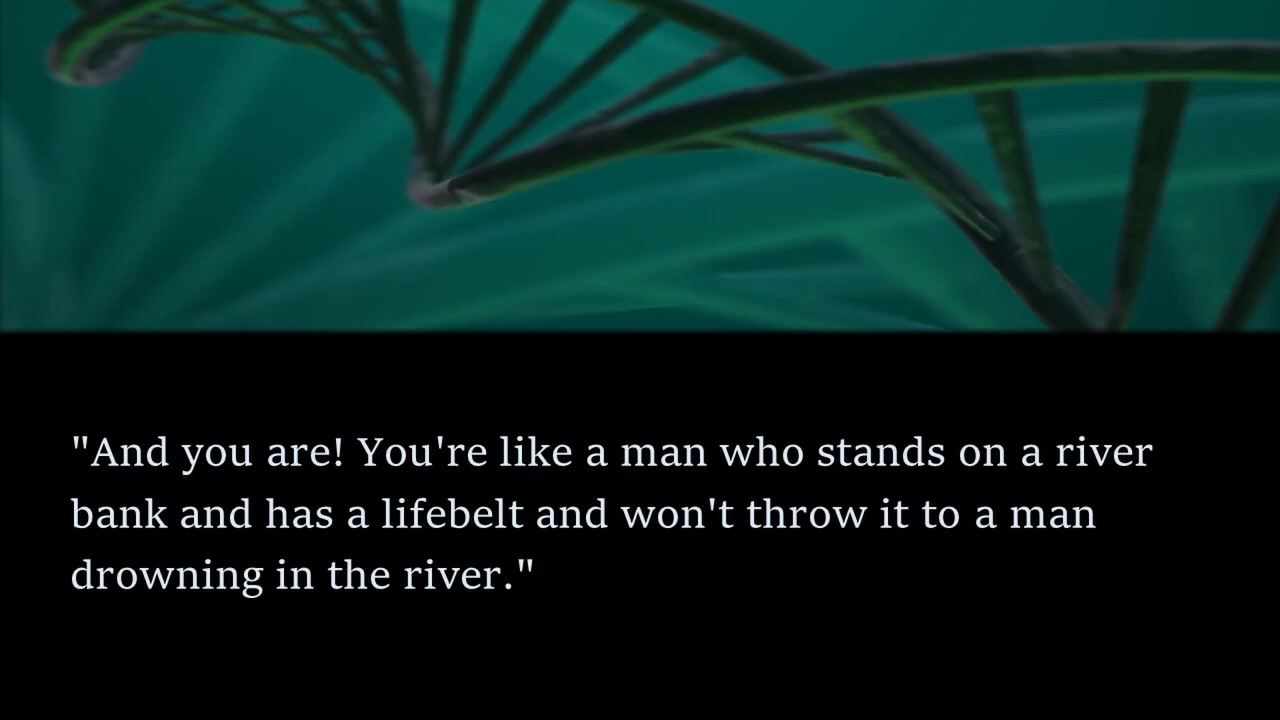 "And you are! You're like a man who stands on a river
bank and has a lifebelt and won't throw it to a man
drowning in the river."